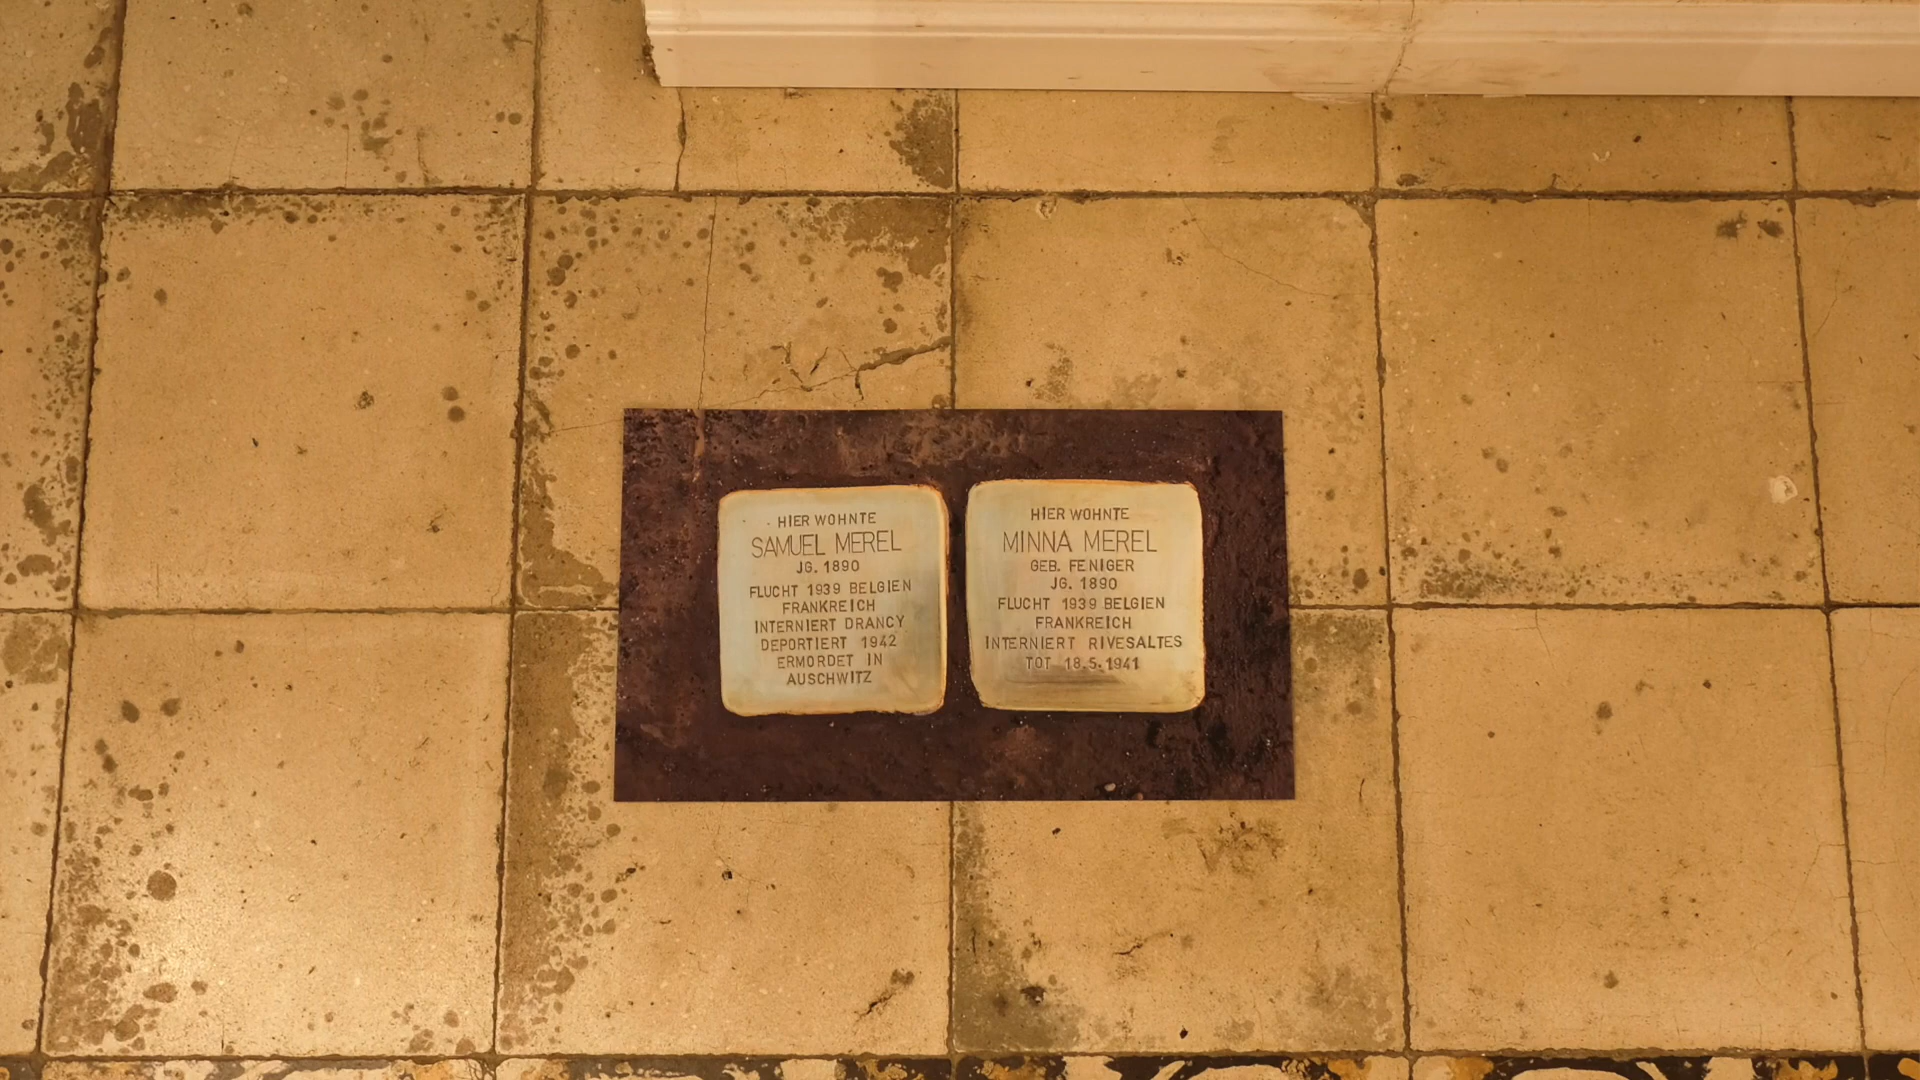 HIER WOHNTE
SAMUEL MEREL
JG. 1890
FLUCHT 1939 BELGIEN
FRANKREICH
INTERNIERT DRANCY
DEPORTIERT 1942
ERMORDET IN
AUSCHWITZ
HIER WOHNTE
MINNA MEREL
GEB. FENIGER
JG. 1890
FLUCHT 1939 BELGIEN
FRANKREICH
INTERNIERT RIVESALTES
TOT 18.5.1941